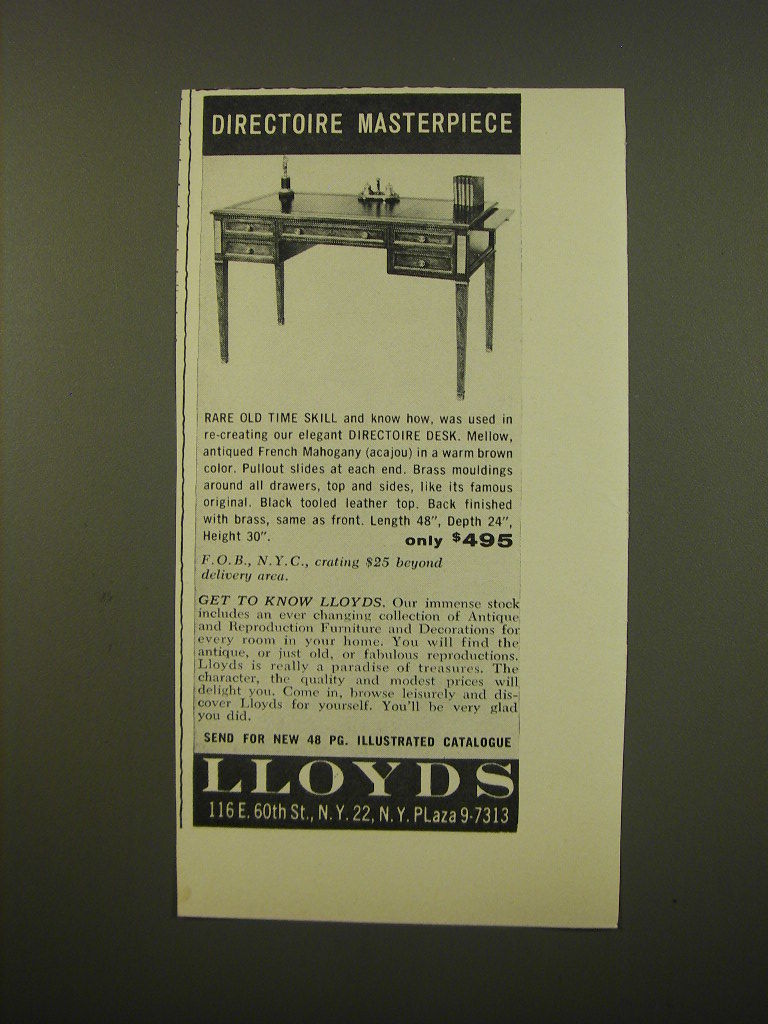 DIRECTOIRE MASTERPIECE
RARE OLD TIME SKILL and know how, was used in
re-creating our elegant DIRECTOIRE DESK. Mellow,
antiqued French Mahogany (acajou) in a warm brown
color. Pullout slides at each end. Brass mouldings
around all drawers, top and sides, like its famous
original. Black tooled leather top. Back finished
with brass, same as front. Length 48", Depth 24",
Height 30". only $495
F.O.B., N.Y.C., crating $25 beyond
delivery area.
GET TO KNOW LLOYDS. Our immense stock
includes an ever changing collection of Antique
and Reproduction Furniture and Decorations for
every room in your home. You will find the
antique, or just old, or fabulous reproductions.
Lloyds is really a paradise of treasures. The
character, the quality and modest prices will
delight you. Come in, browse leisurely and dis-
cover Lloyds for yourself. You'll be very glad
you did.
SEND FOR NEW 48 PG. ILLUSTRATED CATALOGUE
LLOYDS
116 E. 60th St., N.Y. 22, N.Y. PLaza 9-7313